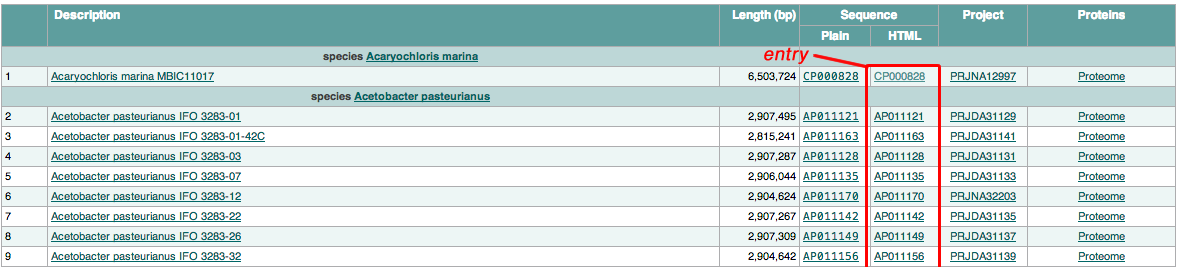 Description Length (bp) Sequence Project Proteins
Plain HTML
entry
species Acaryochloris marina
1 Acaryochloris marina MBIC11017 6,503,724 CP000828 CP000828 PRJNA12997 Proteome
species Acetobacter pasteurianus
2 Acetobacter pasteurianus IFO 3283-01 2,907,495 AP011121 AP011121 PRJDA31129 Proteome
3 Acetobacter pasteurianus IFO 3283-01-42C 2,815,241 AP011163 AP011163 PRJDA31141 Proteome
4 Acetobacter pasteurianus IFO 3283-03 2,907,287 AP011128 AP011128 PRJDA31131 Proteome
5 Acetobacter pasteurianus IFO 3283-07 2,906,044 AP011135 AP011135 PRJDA31133 Proteome
6 Acetobacter pasteurianus IFO 3283-12 2,904,624 AP011170 AP011170 PRJNA32203 Proteome
7 Acetobacter pasteurianus IFO 3283-22 2,907,267 AP011142 AP011142 PRJDA31135 Proteome
8 Acetobacter pasteurianus IFO 3283-26 2,907,309 AP011149 AP011149 PRJDA31137 Proteome
9 Acetobacter pasteurianus IFO 3283-32 2,904,642 AP011156 AP011156 PRJDA31139 Proteome